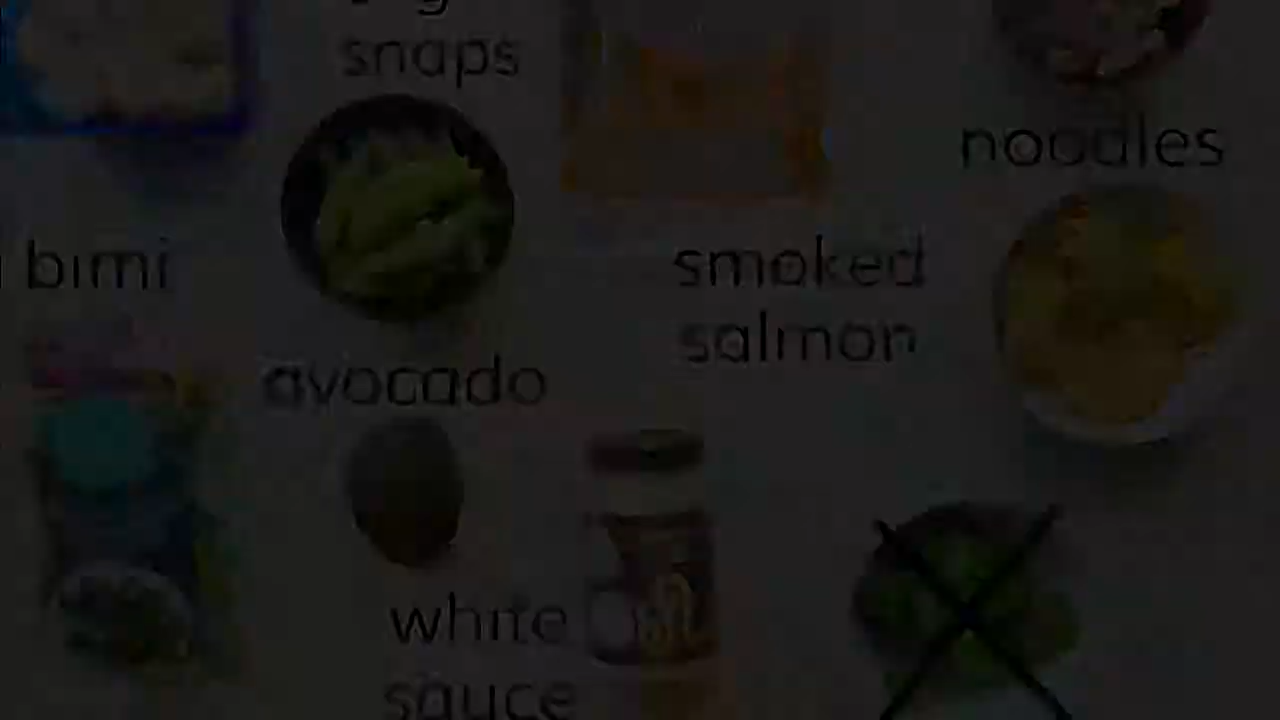 snaps
noodles
bimi
smoked
salmon
avocado
white
sauce